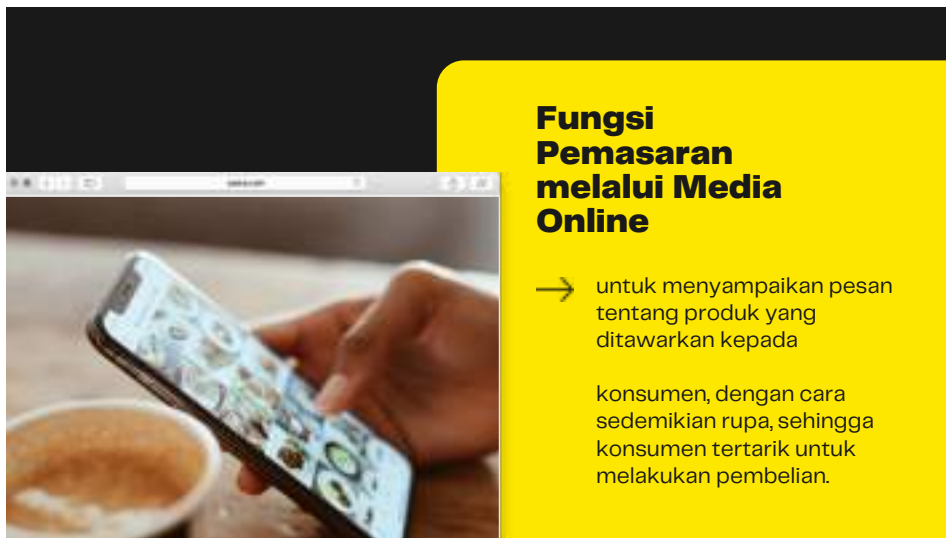 Fungsi
Pemasaran
melalui Media
Online
untuk menyampaikan pesan
tentang produk yang
ditawarkan kepada
konsumen, dengan cara
sedemikian rupa, sehingga
konsumen tertarik untuk
melakukan pembelian.